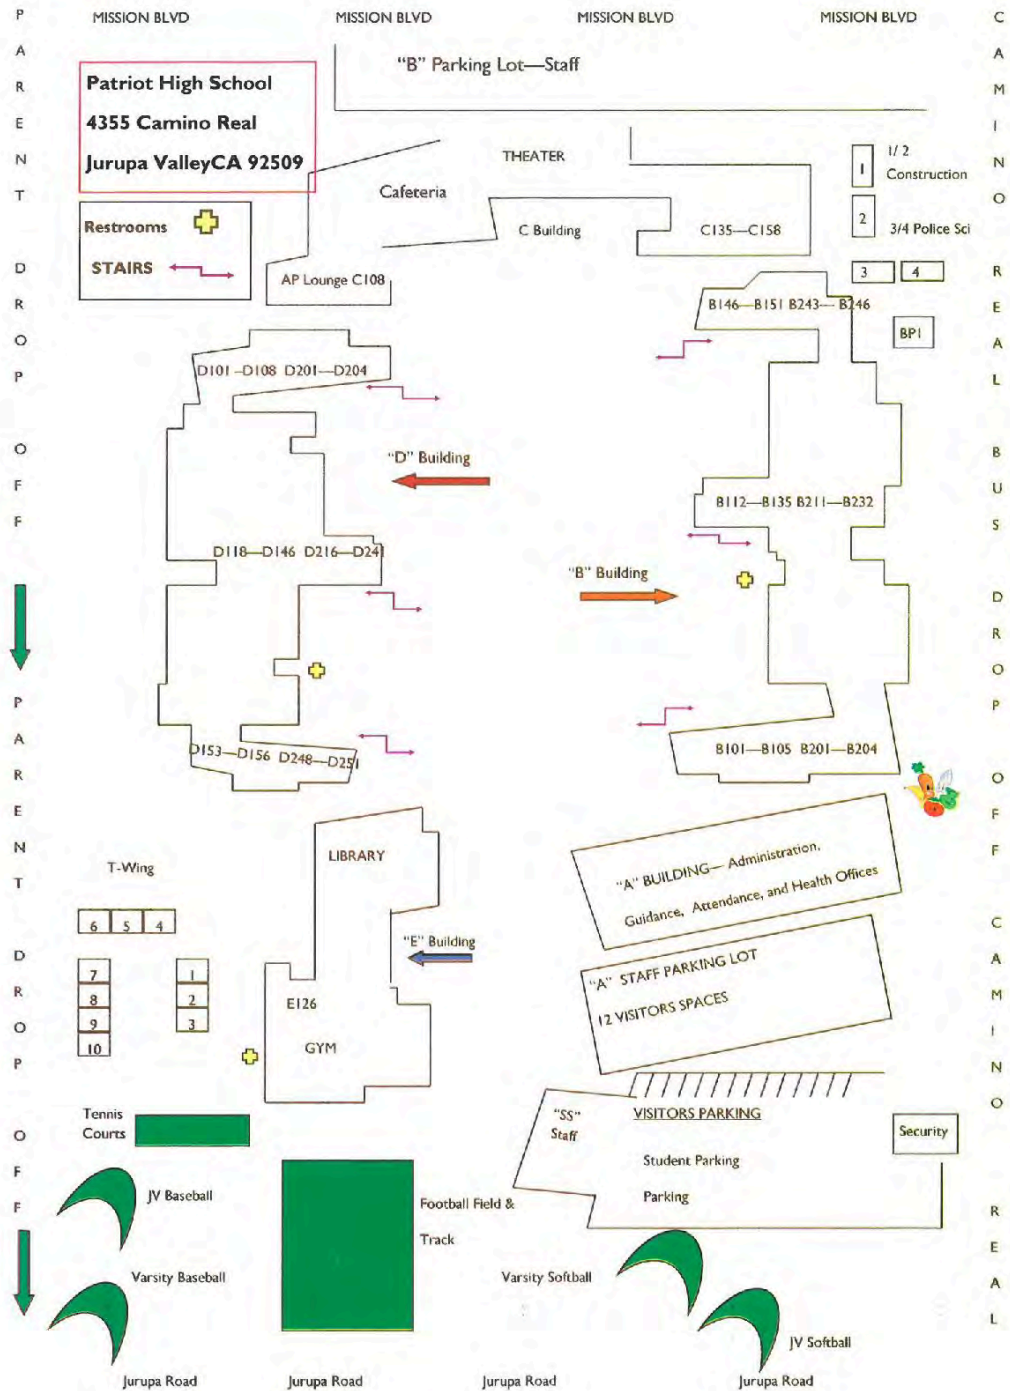 MISSION BLVD MISSION BLVD MISSION BLVD MISSION BLVD
PARENT DROP OFF
PARENT DROP OFF
CAMINO REAL BUS DROP OFF CAMINO REAL
"B" Parking Lot—Staff
Patriot High School
4355 Camino Real
Jurupa ValleyCA 92509
Restrooms
STAIRS
THEATER
Cafeteria
C Building
C135—C158
AP Lounge C108
1
1/ 2
Construction
2
3/4 Police Sci
3 4
BP1
B146—B151 B243— B246
D101 –D108 D201—D204
"D" Building
B112—B135 B211—B232
D118—D146 D216—D241
"B" Building
D153—D156 D248—D251
B101—B105 B201—B204
LIBRARY
"A" BUILDING— Administration,
Guidance, Attendance, and Health Offices
T-Wing
6 5 4
7
8
9
10
1
2
3
"E" Building
"A" STAFF PARKING LOT
12 VISITORS SPACES
E126
GYM
"SS"
Staff
VISITORS PARKING
Student Parking
Parking
Security
Tennis
Courts
JV Baseball
Football Field &
Track
Varsity Baseball
Varsity Softball
JV Softball
Jurupa Road Jurupa Road Jurupa Road Jurupa Road